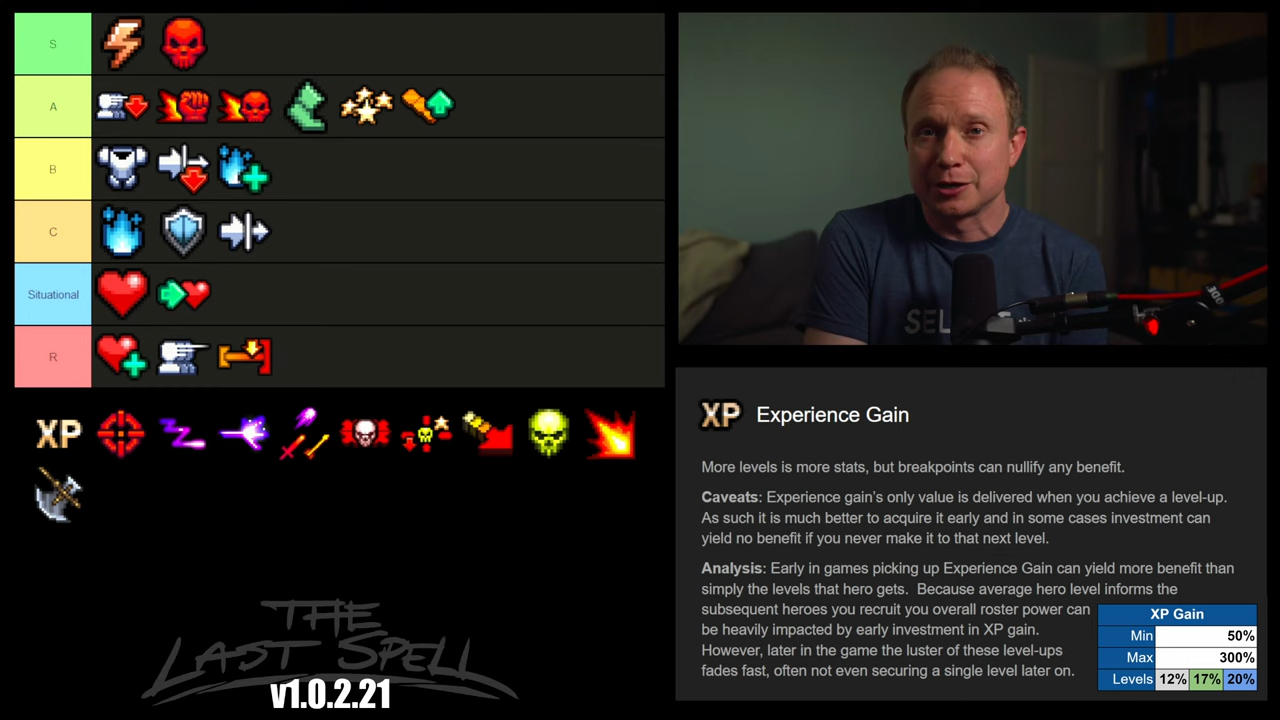 S
A
B
C
Situational
R
XP
THE
LAST SPELL
v1.0.2.21
SEL
XP Experience Gain
More levels is more stats, but breakpoints can nullify any benefit.
Caveats: Experience gain's only value is delivered when you achieve a level-up.
As such it is much better to acquire it early and in some cases investment can
yield no benefit if you never make it to that next level.
Analysis: Early in games picking up Experience Gain can yield more benefit than
simply the levels that hero gets. Because average hero level informs the
subsequent heroes you recruit you overall roster power can
be heavily impacted by early investment in XP gain.
However, later in the game the luster of these level-ups
fades fast, often not even securing a single level later on.
XP Gain
Min 50%
Max 300%
Levels 12% 17% 20%